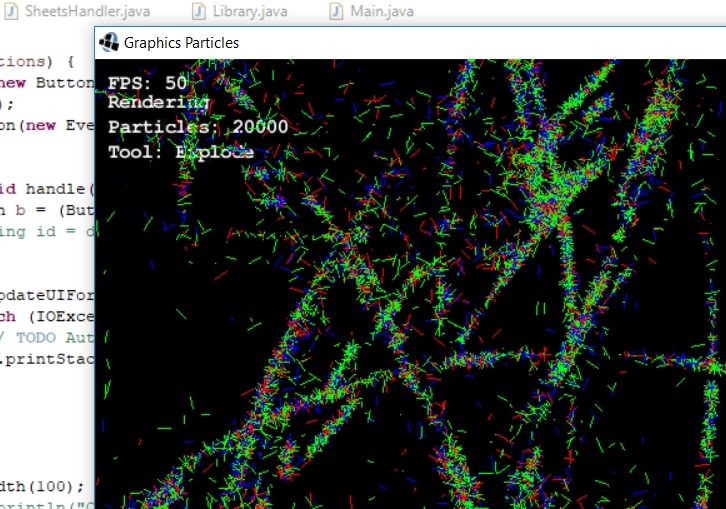 SheetsHandler.java
Library.java
Main.java
Graphics Particles
tions) {
new Button
);
on(new Eve
id handle(
n b = (But
ing id = d
pdateUIFor
ch (IOExce
/ TODO Aut
.printStac
dth(100);
println("O
FPS: 50
Rendering
Particles: 20000
Tool: Explode